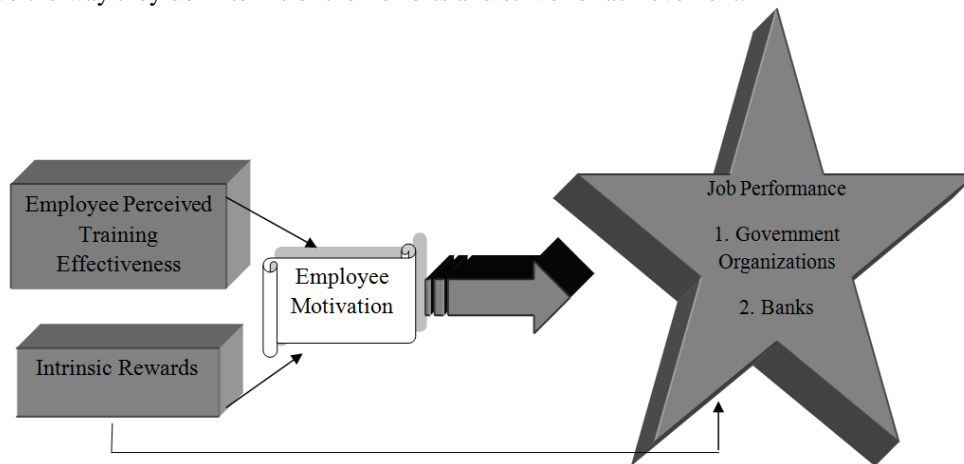 Employee Perceived
Training
Effectiveness
Intrinsic Rewards
Employee
Motivation
Job Performance
1. Government
Organizations
2. Banks